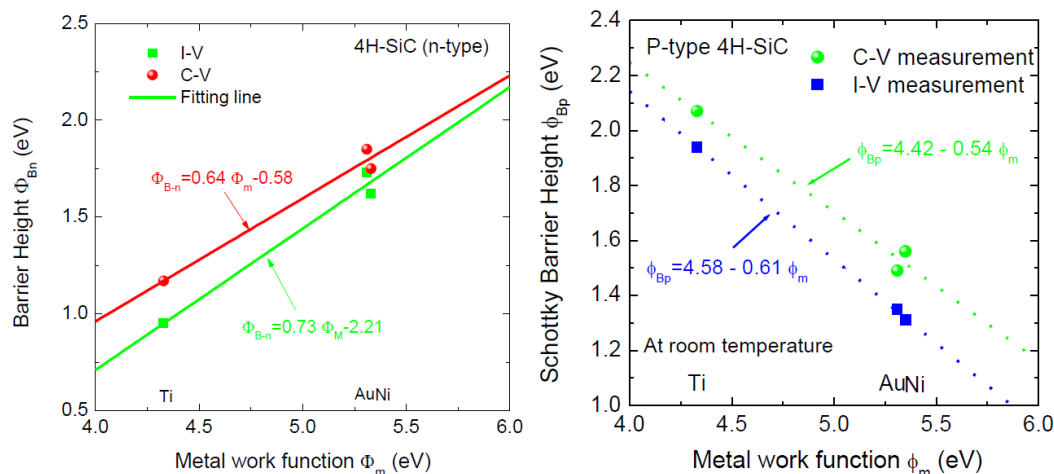 2.5
2.0
1.5
1.0
0.5
4.0
4.5
5.0
5.5
6.0
Barrier Height Φ_Bn (eV)
Metal work function Φ_m (eV)
I-V
C-V
Fitting line
4H-SiC (n-type)
Φ_B-n=0.64 Φ_m-0.58
Φ_B-n=0.73 Φ_M-2.21
Ti
AuNi
2.4
2.2
2.0
1.8
1.6
1.4
1.2
1.0
4.0
4.5
5.0
5.5
6.0
Schottky Barrier Height ϕ_Bp (eV)
Metal work function ϕ_m (eV)
P-type 4H-SiC
C-V measurement
I-V measurement
ϕ_Bp=4.42 - 0.54 ϕ_m
ϕ_Bp=4.58 - 0.61 ϕ_m
At room temperature
Ti
AuNi